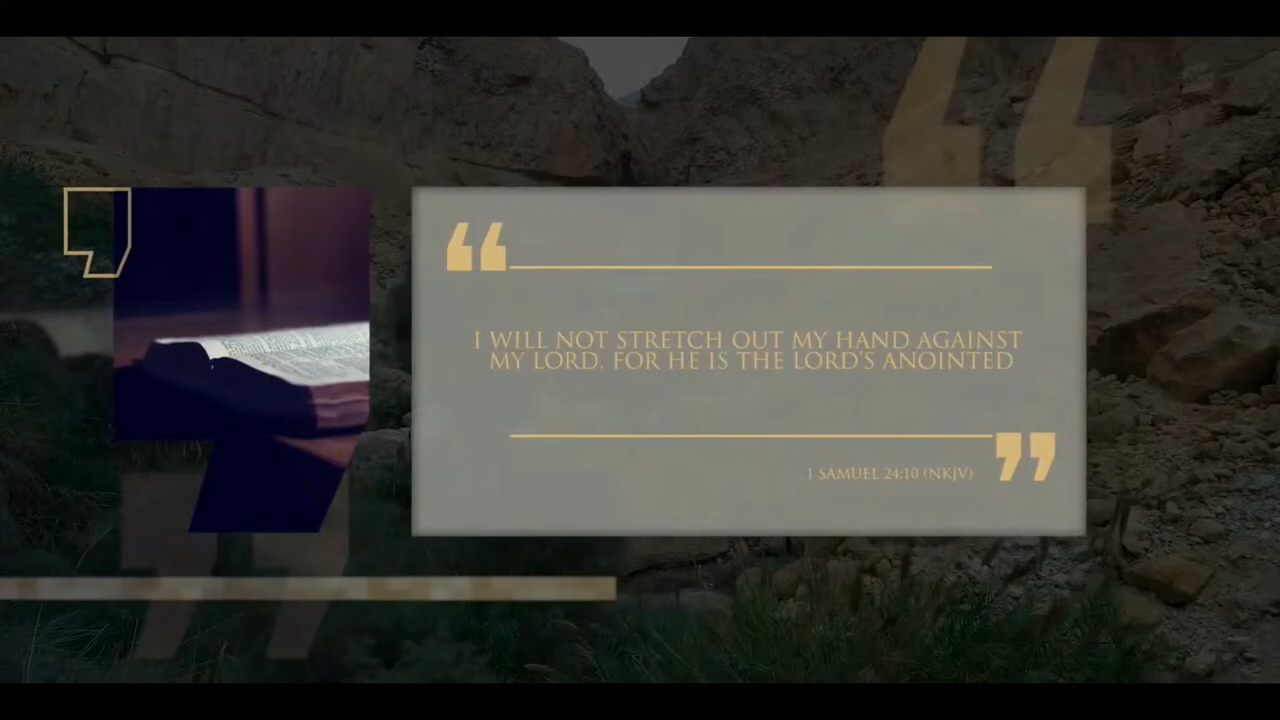 “
I WILL NOT STRETCH OUT MY HAND AGAINST
MY LORD, FOR HE IS THE LORD'S ANOINTED
1 SAMUEL 24:10 (NKJV)
”